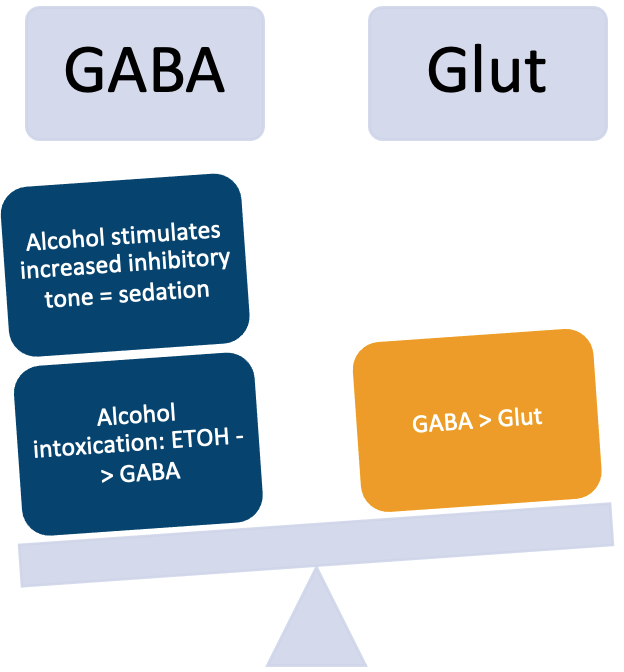 GABA
Glut
Alcohol stimulates
increased inhibitory
tone = sedation
Alcohol
intoxication: ETOH -
> GABA
GABA > Glut